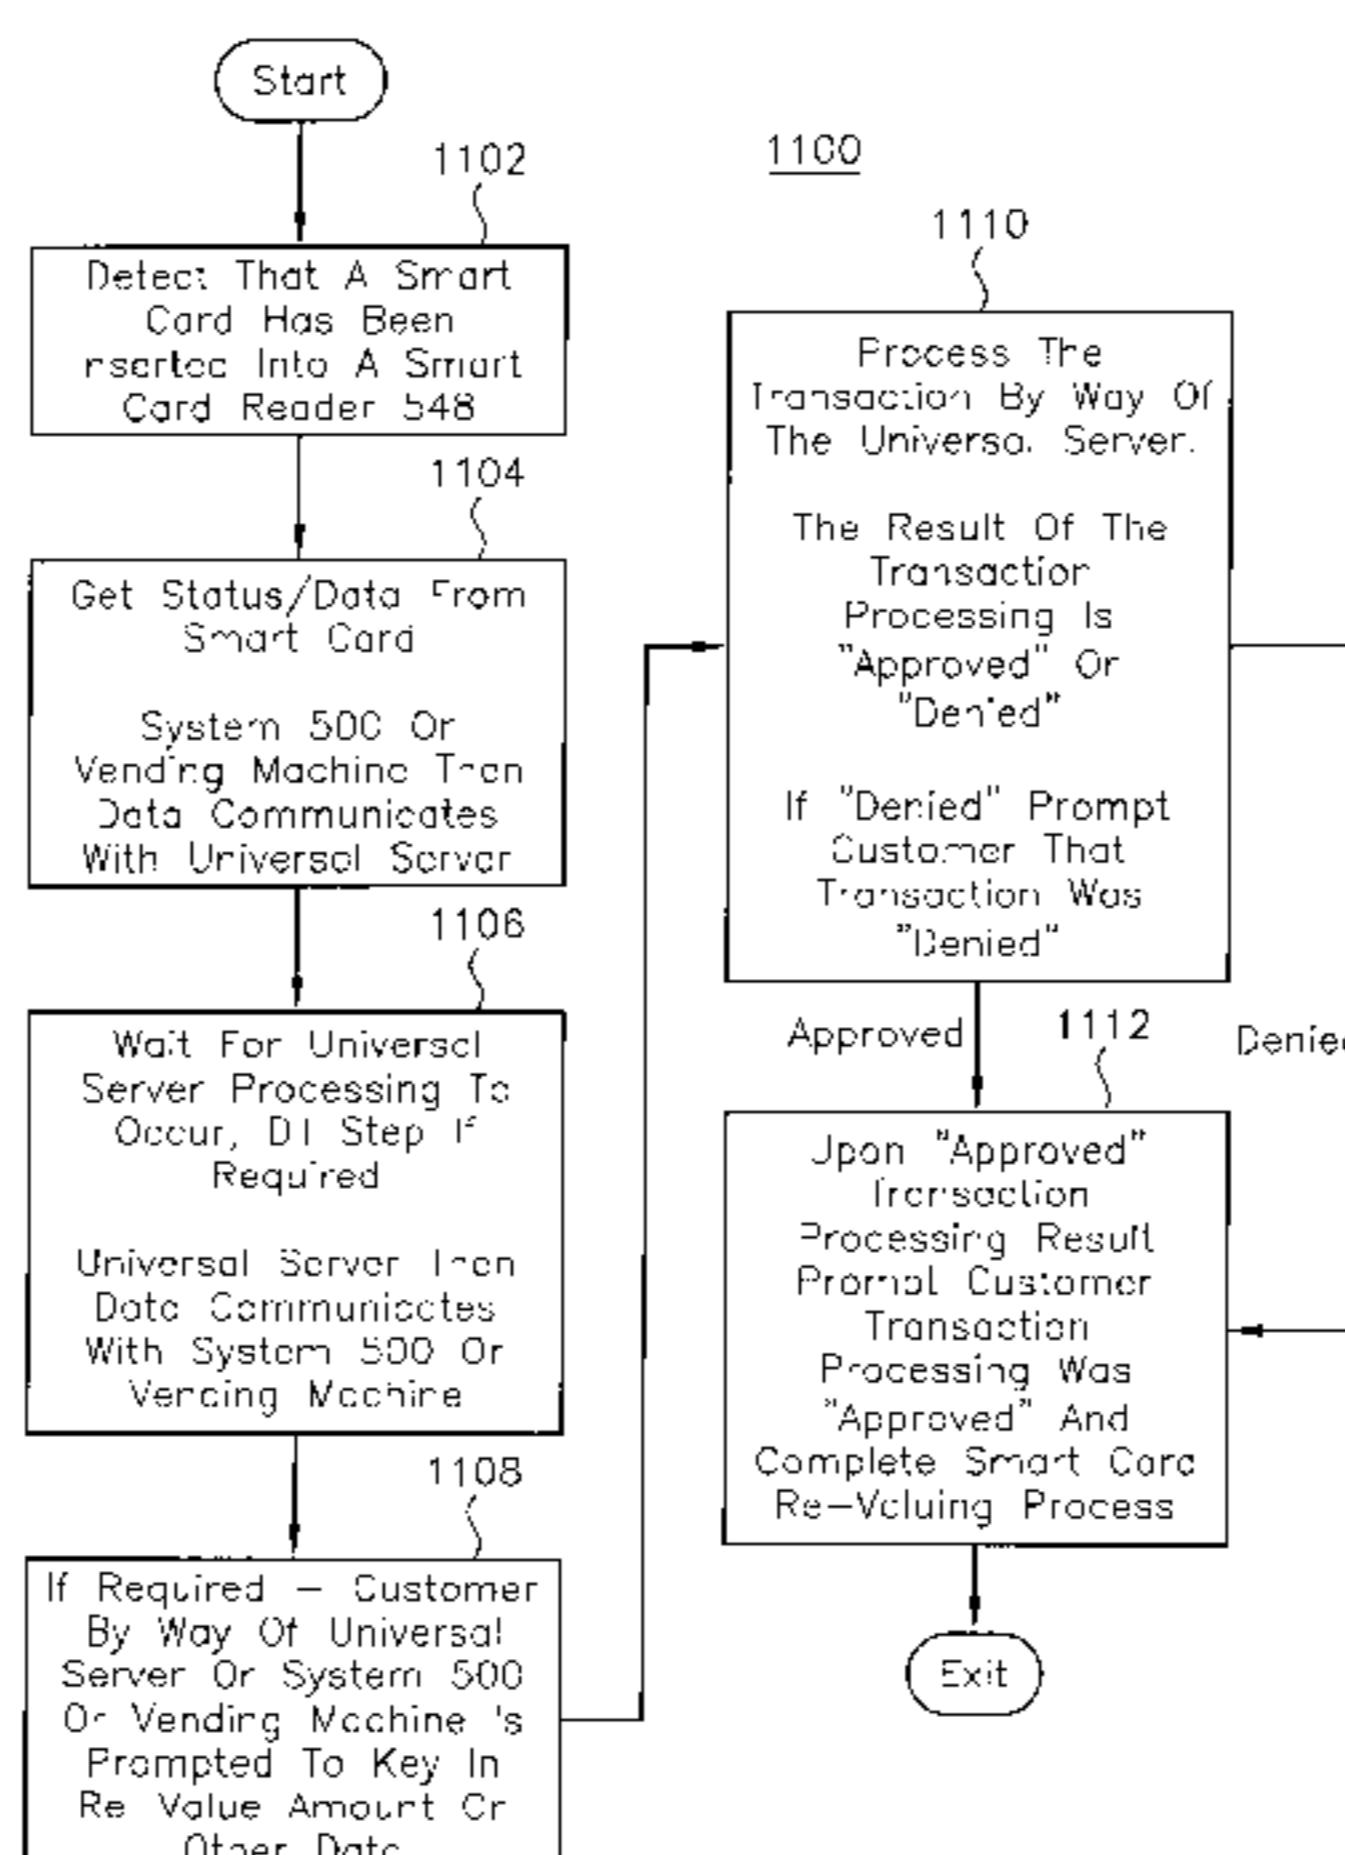 Start
1102
Detect That A Smart
Card Has Been
Inserted Into A Smart
Card Reader 548
1104
Get Status/Data From
Smart Card
System 500 Or
Vending Machine Then
Data Communicates
With Universal Server
1106
Wait For Universal
Server Processing To
Occur, Step If
Required
Universal Server Then
Data Communicates
With System 500 Or
Vending Machine
1108
If Required – Customer
By Way Of Universal
Server Or System 500
Or Vending Machine Is
Prompted To Key In
Re Value Amount Or
Other Data
1100
1110
Process The
Transaction By Way Of
The Universal Server.
The Result Of The
Transaction
Processing Is
"Approved" Or
"Denied"
If "Denied" Prompt
Customer That
Transaction Was
"Denied"
Approved
1112
Denied
Upon "Approved"
Transaction
Processing Result
Prompt Customer
Transaction
Processing Was
"Approved" And
Complete Smart Card
Re-Valuing Process
Exit